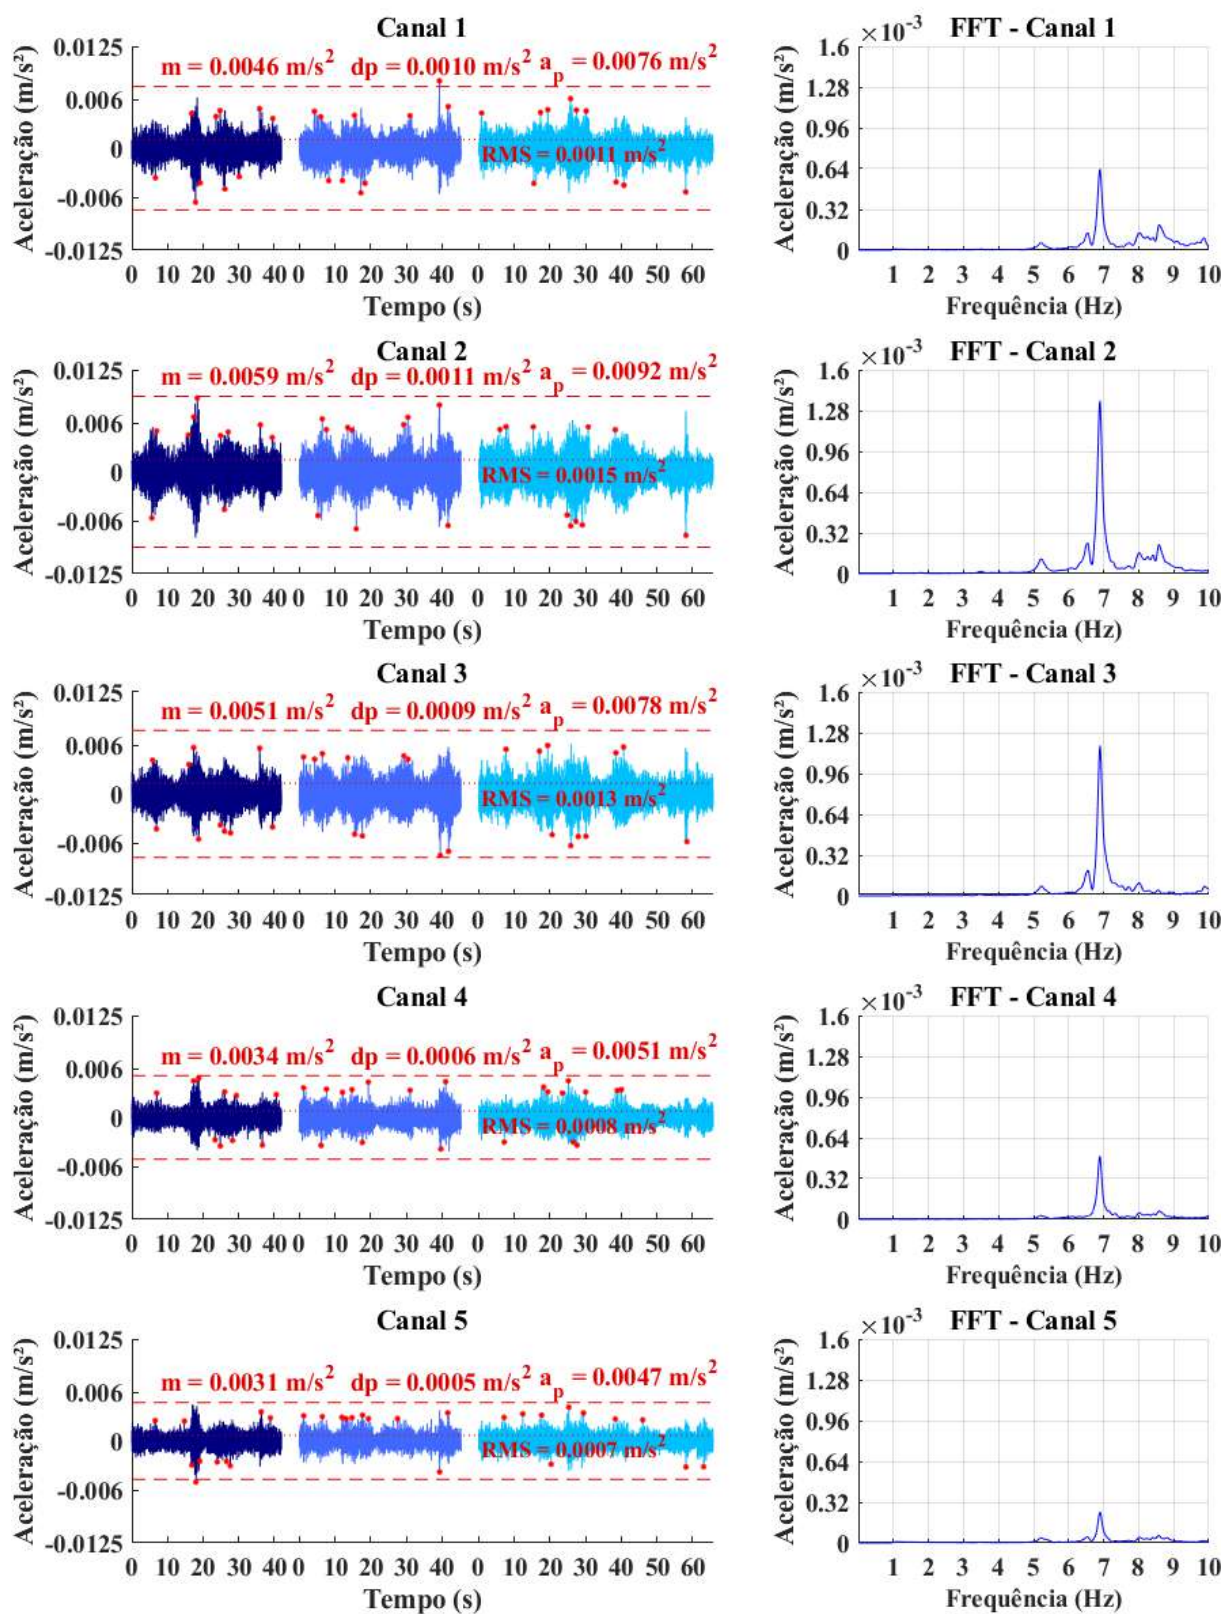 Canal 1
Aceleração (m/s²)
0.0125
0.006
0
-0.006
-0.0125
m = 0.0046 m/s² dp = 0.0010 m/s² aₚ = 0.0076 m/s²
RMS = 0.0011 m/s²
0 10 20 30 40 0 10 20 30 40 0 10 20 30 40 50 60
Tempo (s)
×10⁻³ FFT - Canal 1
Aceleração (m/s²)
1.6
1.28
0.96
0.64
0.32
0
1 2 3 4 5 6 7 8 9 10
Frequência (Hz)
Canal 2
Aceleração (m/s²)
0.0125
0.006
0
-0.006
-0.0125
m = 0.0059 m/s² dp = 0.0011 m/s² aₚ = 0.0092 m/s²
RMS = 0.0015 m/s²
0 10 20 30 40 0 10 20 30 40 0 10 20 30 40 50 60
Tempo (s)
×10⁻³ FFT - Canal 2
Aceleração (m/s²)
1.6
1.28
0.96
0.64
0.32
0
1 2 3 4 5 6 7 8 9 10
Frequência (Hz)
Canal 3
Aceleração (m/s²)
0.0125
0.006
0
-0.006
-0.0125
m = 0.0051 m/s² dp = 0.0009 m/s² aₚ = 0.0078 m/s²
RMS = 0.0013 m/s²
0 10 20 30 40 0 10 20 30 40 0 10 20 30 40 50 60
Tempo (s)
×10⁻³ FFT - Canal 3
Aceleração (m/s²)
1.6
1.28
0.96
0.64
0.32
0
1 2 3 4 5 6 7 8 9 10
Frequência (Hz)
Canal 4
Aceleração (m/s²)
0.0125
0.006
0
-0.006
-0.0125
m = 0.0034 m/s² dp = 0.0006 m/s² aₚ = 0.0051 m/s²
RMS = 0.0008 m/s²
0 10 20 30 40 0 10 20 30 40 0 10 20 30 40 50 60
Tempo (s)
×10⁻³ FFT - Canal 4
Aceleração (m/s²)
1.6
1.28
0.96
0.64
0.32
0
1 2 3 4 5 6 7 8 9 10
Frequência (Hz)
Canal 5
Aceleração (m/s²)
0.0125
0.006
0
-0.006
-0.0125
m = 0.0031 m/s² dp = 0.0005 m/s² aₚ = 0.0047 m/s²
RMS = 0.0007 m/s²
0 10 20 30 40 0 10 20 30 40 0 10 20 30 40 50 60
Tempo (s)
×10⁻³ FFT - Canal 5
Aceleração (m/s²)
1.6
1.28
0.96
0.64
0.32
0
1 2 3 4 5 6 7 8 9 10
Frequência (Hz)